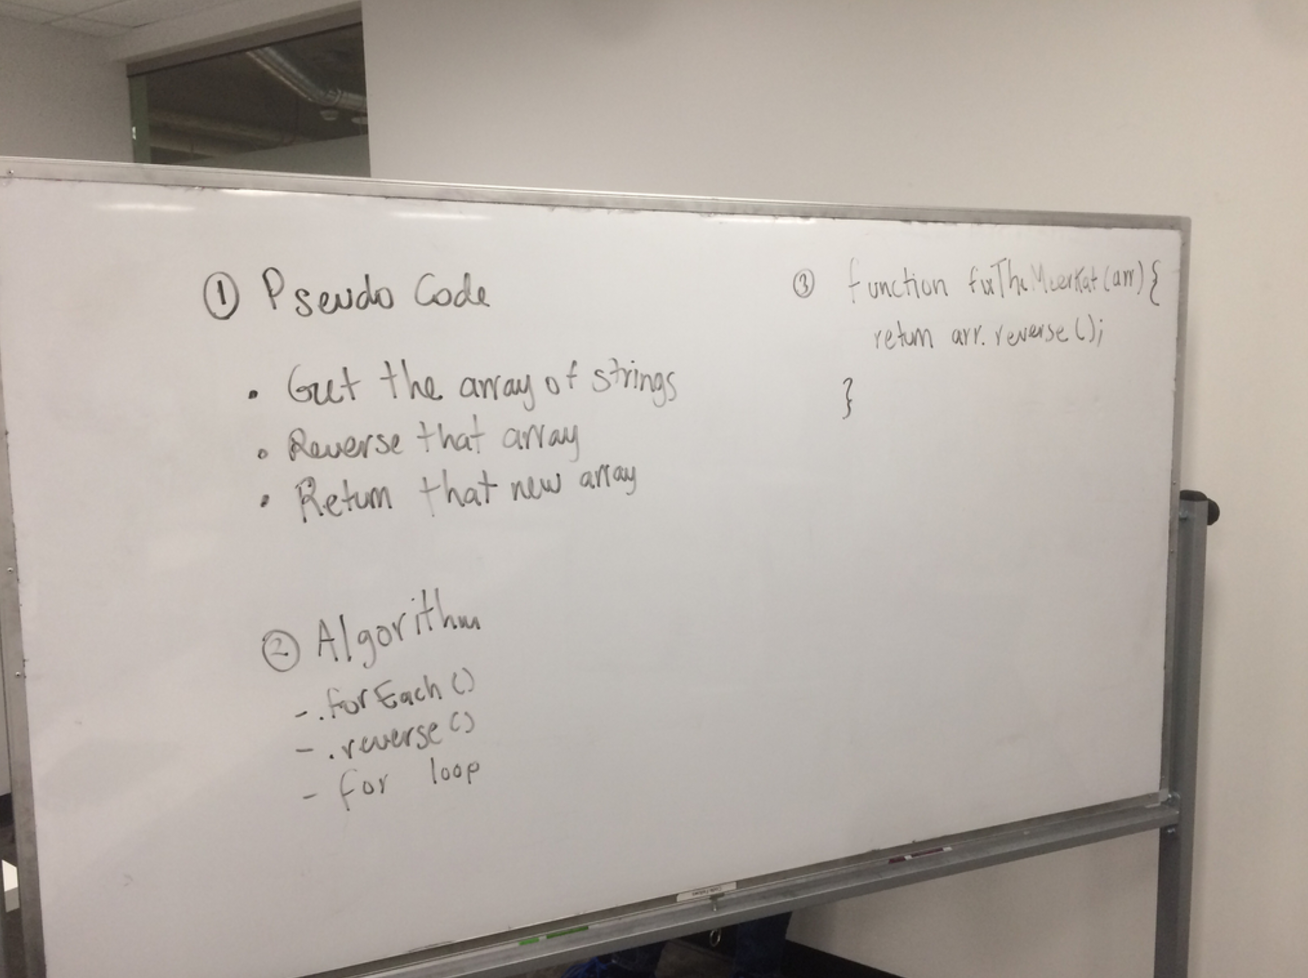 ① Pseudo Code
• Get the array of strings
• Reverse that array
• Return that new array
② Algorithm
- .forEach()
- .reverse()
- for loop
③ function fixTheMeerKat(arr){
return arr.reverse();
}